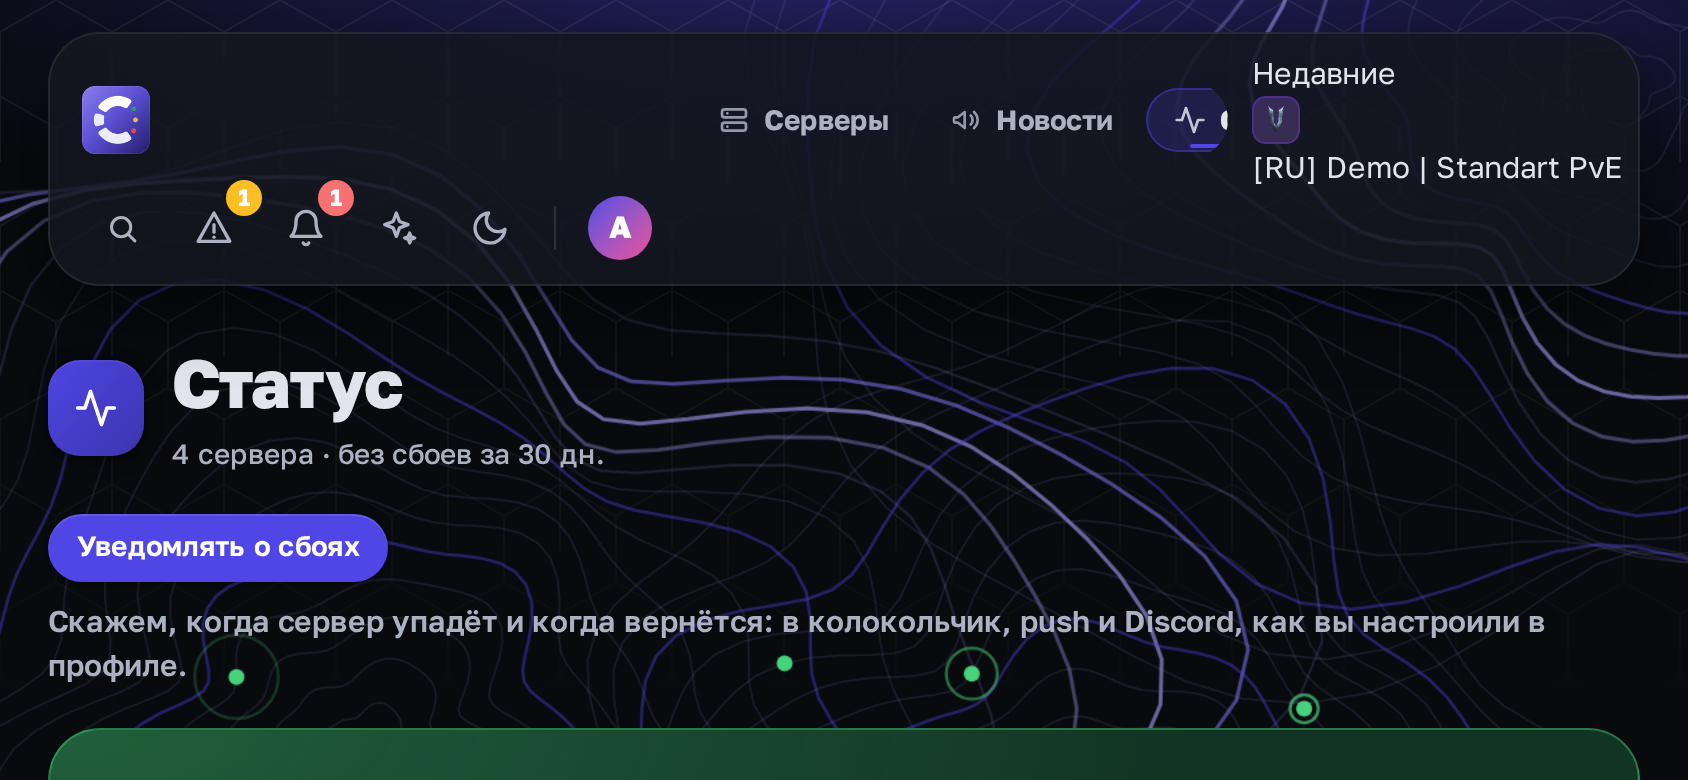 Недавние
Серверы
Новости
[RU] Demo | Standart PvE
1
1
A
Статус
4 сервера · без сбоев за 30 дн.
Уведомлять о сбоях
Скажем, когда сервер упадёт и когда вернётся: в колокольчик, push и Discord, как вы настроили в
профиле.